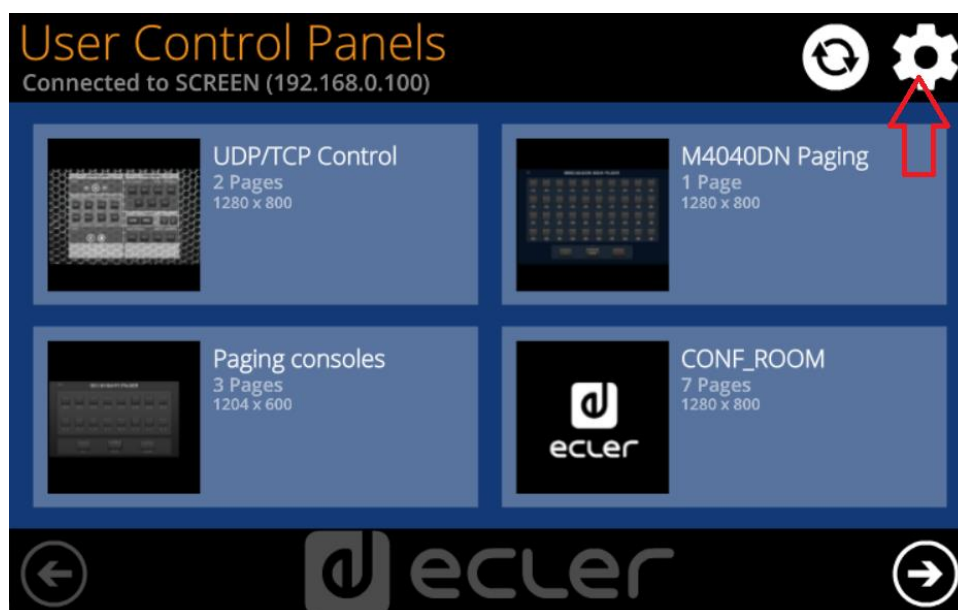 User Control Panels
Connected to SCREEN (192.168.0.100)
UDP/TCP Control
2 Pages
1280 x 800
M4040DN Paging
1 Page
1280 x 800
Paging consoles
3 Pages
1204 x 600
CONF_ROOM
7 Pages
1280 x 800
ecler
ecler